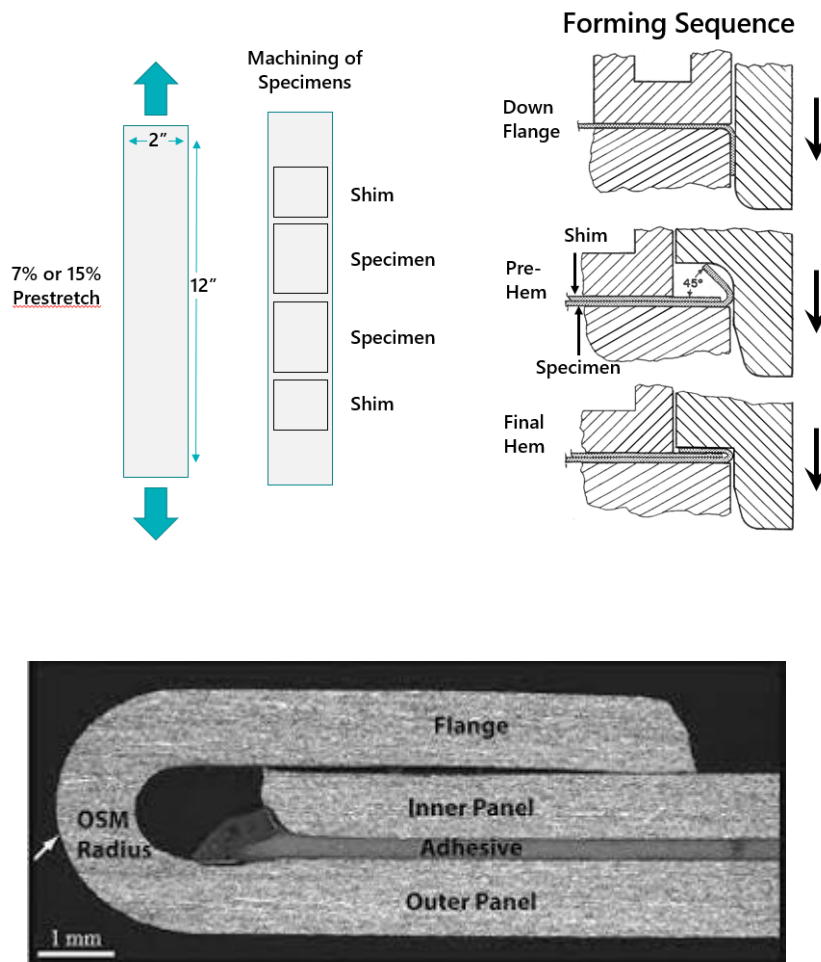 Forming Sequence
Machining of
Specimens
2”
12”
7% or 15%
Prestretch
Shim
Specimen
Specimen
Shim
Down
Flange
Shim
Pre-
Hem
45°
Specimen
Final
Hem
Flange
Inner Panel
OSM
Radius
Adhesive
Outer Panel
1 mm